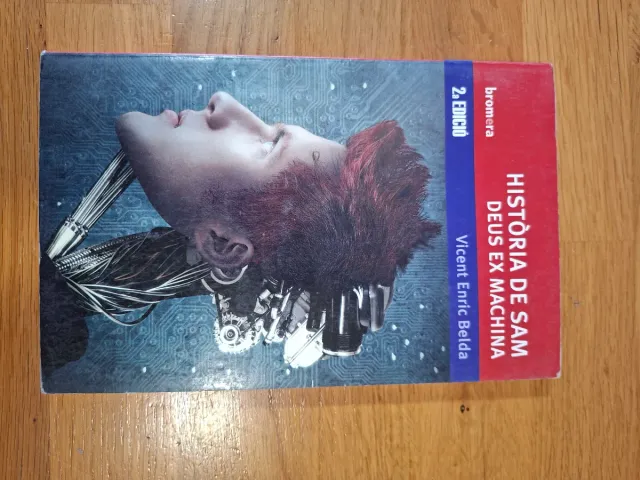 bromera
HISTÒRIA DE SAM
DEUS EX MACHINA
2a EDICIÓ
Vicent Enric Belda